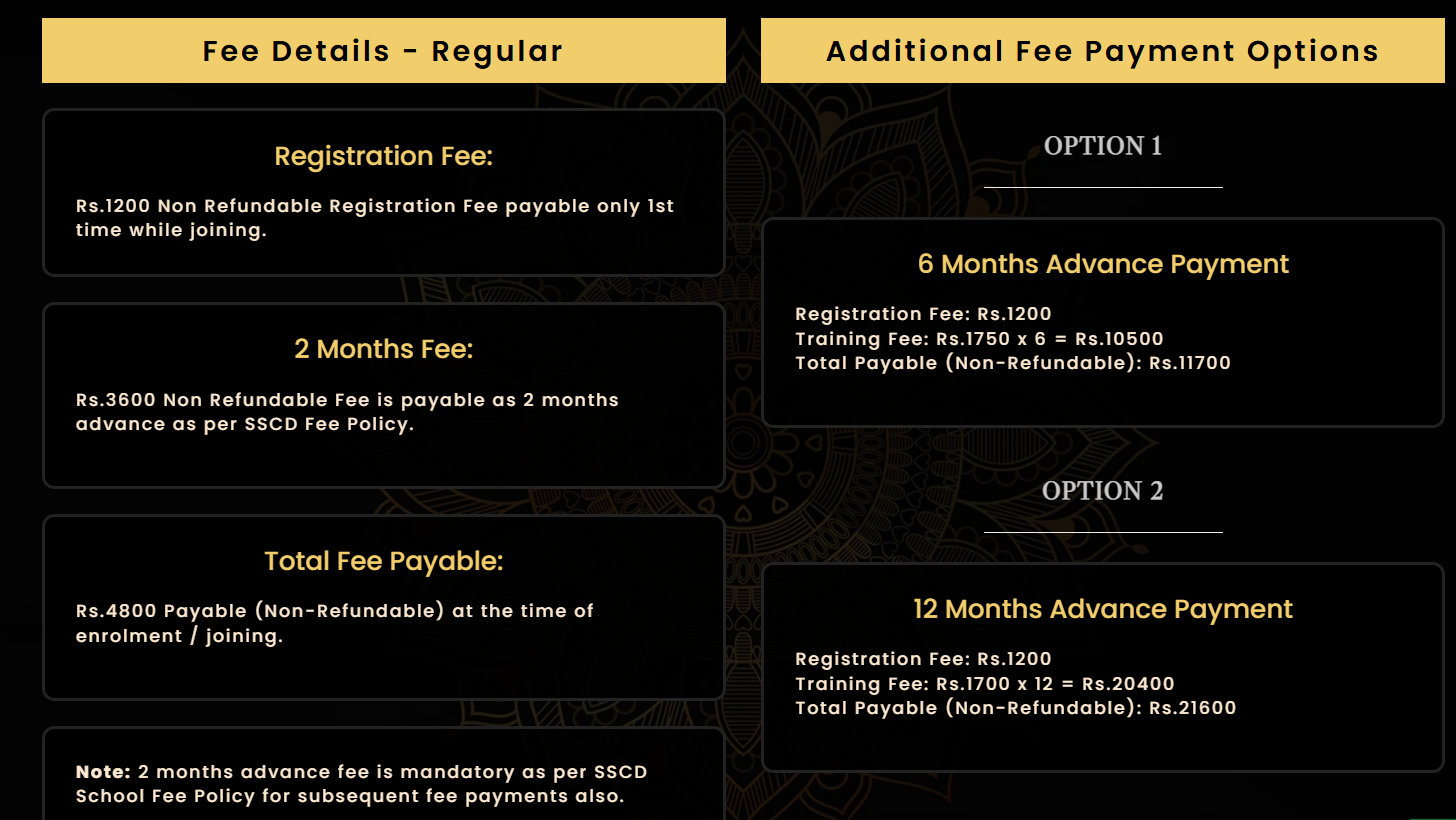 Fee Details - Regular
Registration Fee:
Rs.1200 Non Refundable Registration Fee payable only 1st
time while joining.
2 Months Fee:
Rs.3600 Non Refundable Fee is payable as 2 months
advance as per SSCD Fee Policy.
Total Fee Payable:
Rs.4800 Payable (Non-Refundable) at the time of
enrolment / joining.
Note: 2 months advance fee is mandatory as per SSCD
School Fee Policy for subsequent fee payments also.
Additional Fee Payment Options
OPTION 1
6 Months Advance Payment
Registration Fee: Rs.1200
Training Fee: Rs.1750 x 6 = Rs.10500
Total Payable (Non-Refundable): Rs.11700
OPTION 2
12 Months Advance Payment
Registration Fee: Rs.1200
Training Fee: Rs.1700 x 12 = Rs.20400
Total Payable (Non-Refundable): Rs.21600